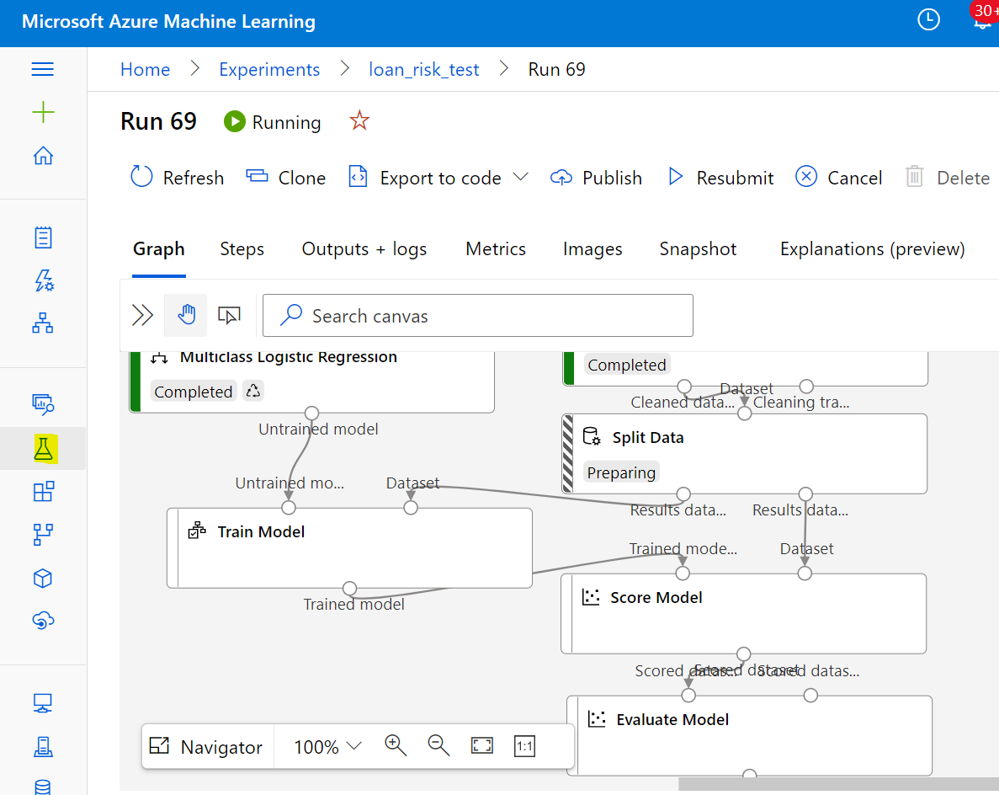 Microsoft Azure Machine Learning
30+
Home > Experiments > loan_risk_test > Run 69
Run 69 Running
Refresh Clone Export to code Publish Resubmit Cancel Delete
Graph Steps Outputs + logs Metrics Images Snapshot Explanations (preview)
Search canvas
Multiclass Logistic Regression
Completed
Completed
Dataset
Cleaned data... Cleaning tra...
Untrained model
Split Data
Preparing
Untrained mo... Dataset
Results data... Results data...
Train Model
Trained mode... Dataset
Trained model
Score Model
Scored datas... Scored dataset Scored datas...
Evaluate Model
Navigator 100% 1:1